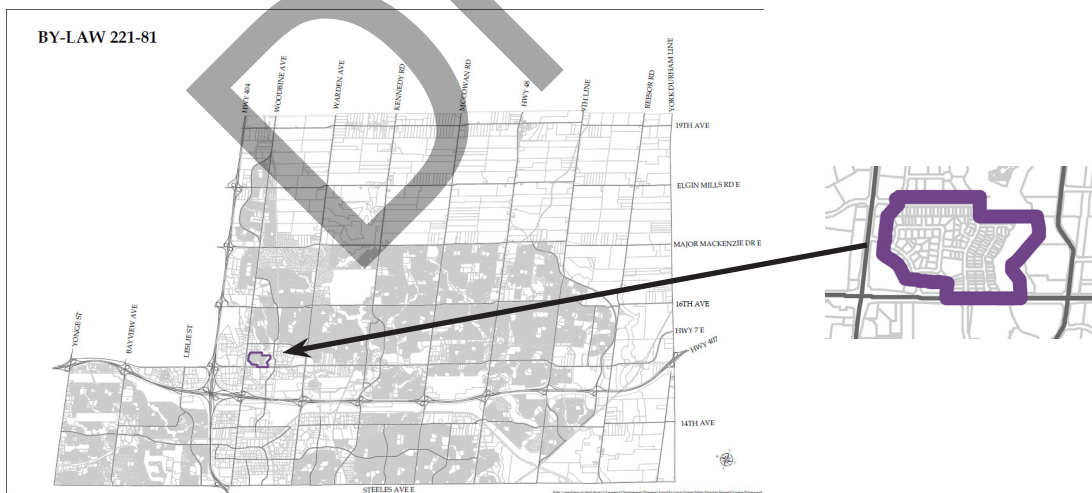 BY-LAW 221-81
HWY 404
WOODBINE AVE
WARDEN AVE
KENNEDY RD
MCCOWAN RD
HWY 48
9TH LINE
REESOR RD
YORK DURHAM LINE
19TH AVE
ELGIN MILLS RD E
MAJOR MACKENZIE DR E
16TH AVE
HWY 7 E
HWY 407
YONGE ST
BAYVIEW AVE
LESLIE ST
14TH AVE
STEELES AVE E